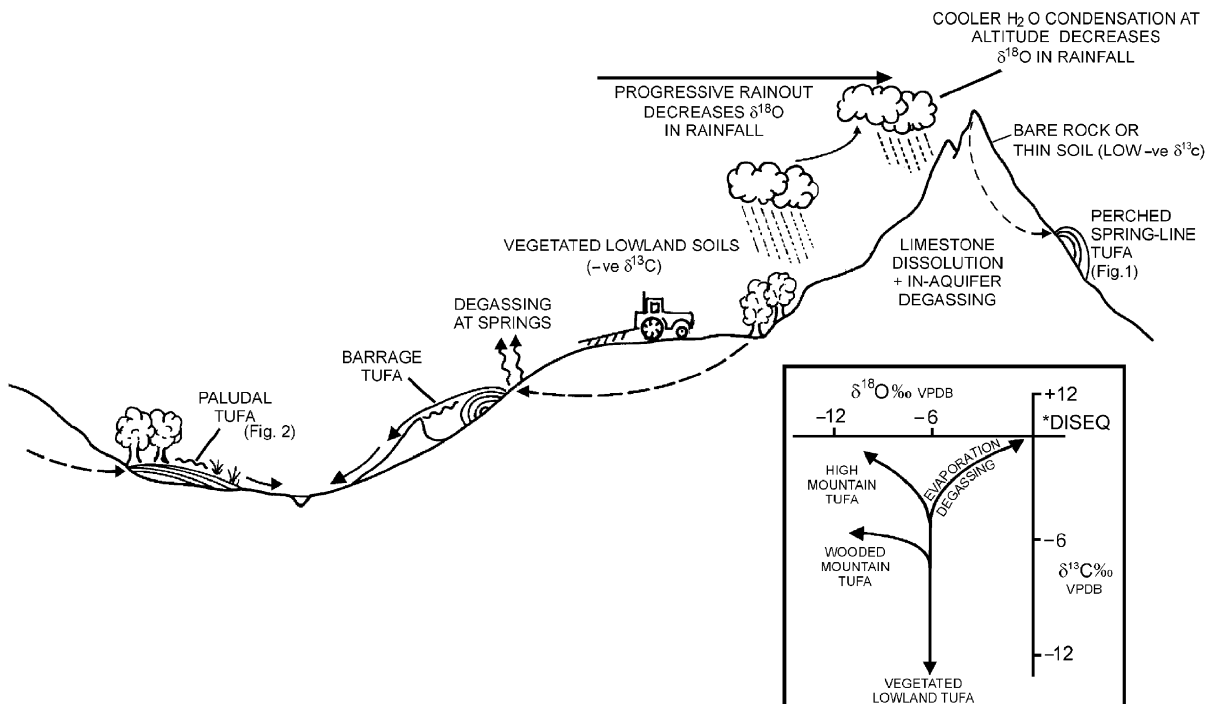 COOLER H₂O CONDENSATION AT
ALTITUDE DECREASES
δ¹⁸O IN RAINFALL
PROGRESSIVE RAINOUT
DECREASES δ¹⁸O
IN RAINFALL
BARE ROCK OR
THIN SOIL (LOW –ve δ¹³c)
PERCHED
SPRING-LINE
TUFA
(Fig.1)
VEGETATED LOWLAND SOILS
(–ve δ¹³C)
LIMESTONE
DISSOLUTION
+ IN-AQUIFER
DEGASSING
DEGASSING
AT SPRINGS
BARRAGE
TUFA
PALUDAL
TUFA
(Fig. 2)
δ¹⁸O‰ VPDB
–12
–6
+12
*DISEQ
HIGH
MOUNTAIN
TUFA
EVAPORATION
DEGASSING
WOODED
MOUNTAIN
TUFA
–6
δ¹³C‰
VPDB
–12
VEGETATED
LOWLAND TUFA